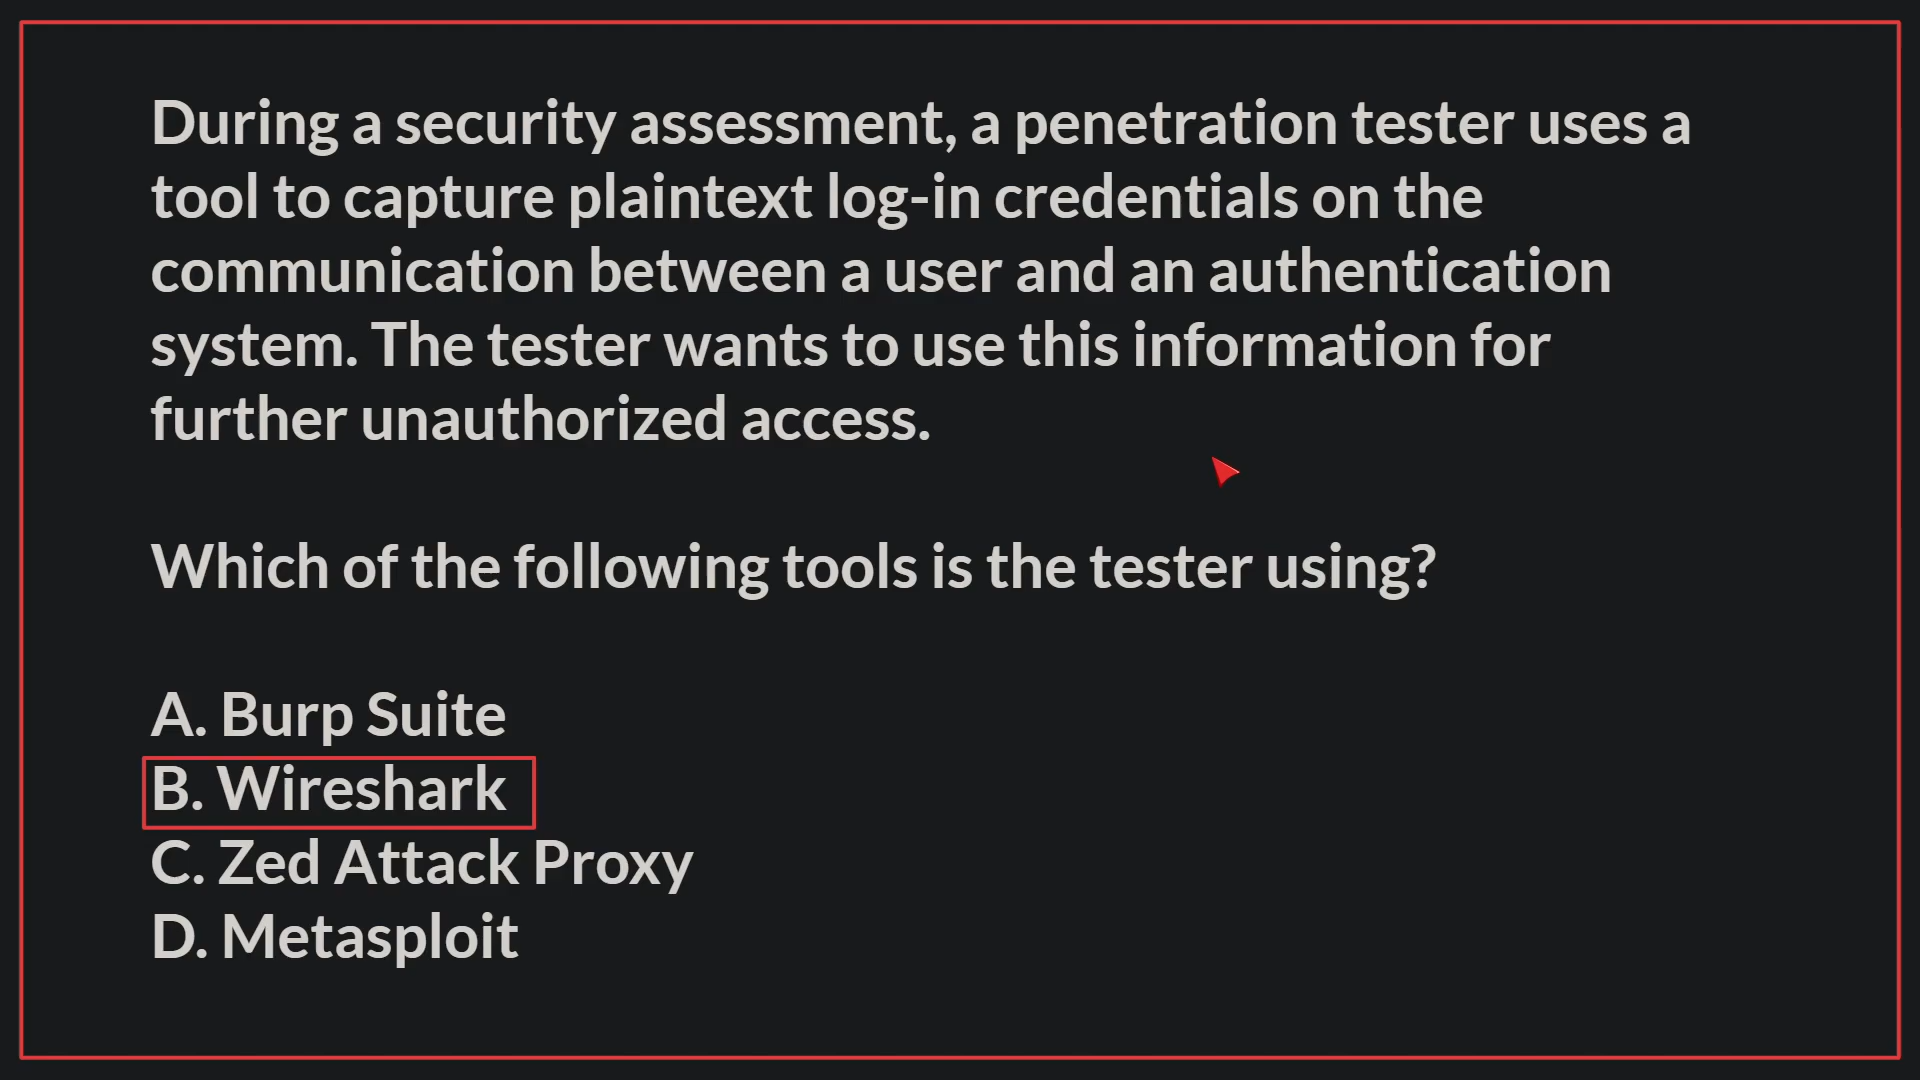 During a security assessment, a penetration tester uses a
tool to capture plaintext log-in credentials on the
communication between a user and an authentication
system. The tester wants to use this information for
further unauthorized access.
Which of the following tools is the tester using?
A. Burp Suite
B. Wireshark
C. Zed Attack Proxy
D. Metasploit